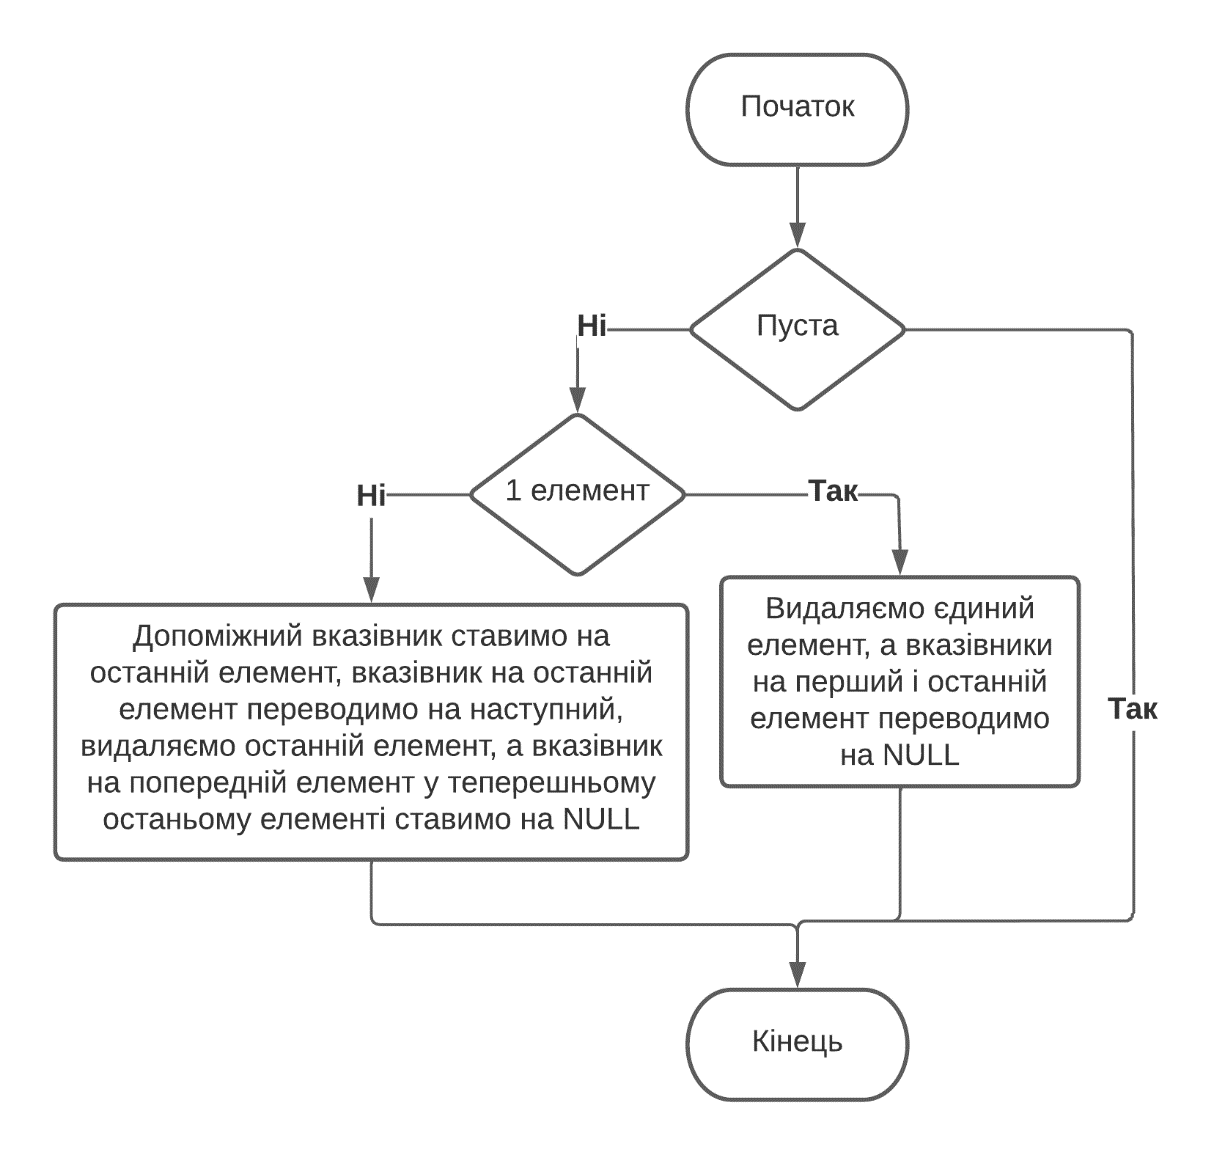 Початок
Пуста
Ні
1 елемент
Ні
Так
Допоміжний вказівник ставимо на
останній елемент, вказівник на останній
елемент переводимо на наступний,
видаляємо останній елемент, а вказівник
на попередній елемент у теперешньому
останьому елементі ставимо на NULL
Видаляємо єдиний
елемент, а вказівники
на перший і останній
елемент переводимо
на NULL
Так
Кінець